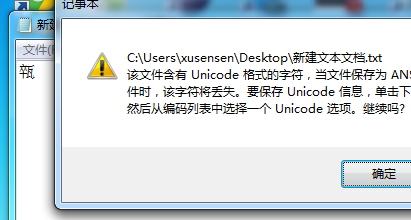 记事本
新建
文件(F
C:\Users\xusensen\Desktop\新建文本文档.txt
该文件含有 Unicode 格式的字符，当文件保存为 ANS
件时，该字符将丢失。要保存 Unicode 信息，单击下
然后从编码列表中选择一个 Unicode 选项。继续吗?
确定